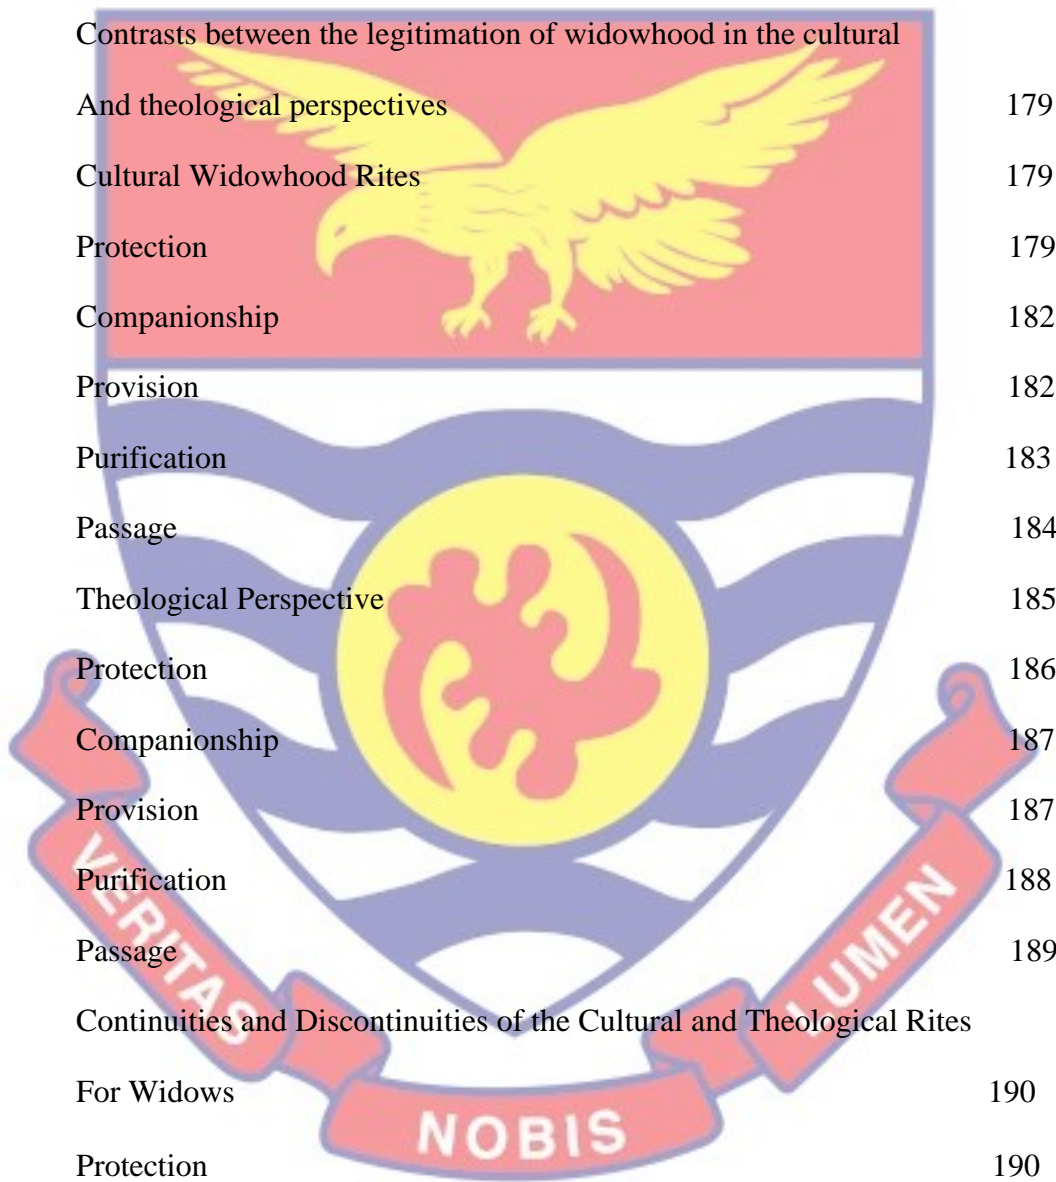 Contrasts between the legitimation of widowhood in the cultural
And theological perspectives 179
Cultural Widowhood Rites 179
Protection 179
Companionship 182
Provision 182
Purification 183
Passage 184
Theological Perspective 185
Protection 186
Companionship 187
Provision 187
Purification 188
Passage 189
Continuities and Discontinuities of the Cultural and Theological Rites
For Widows 190
Protection 190
VERITAS NOBIS LUMEN